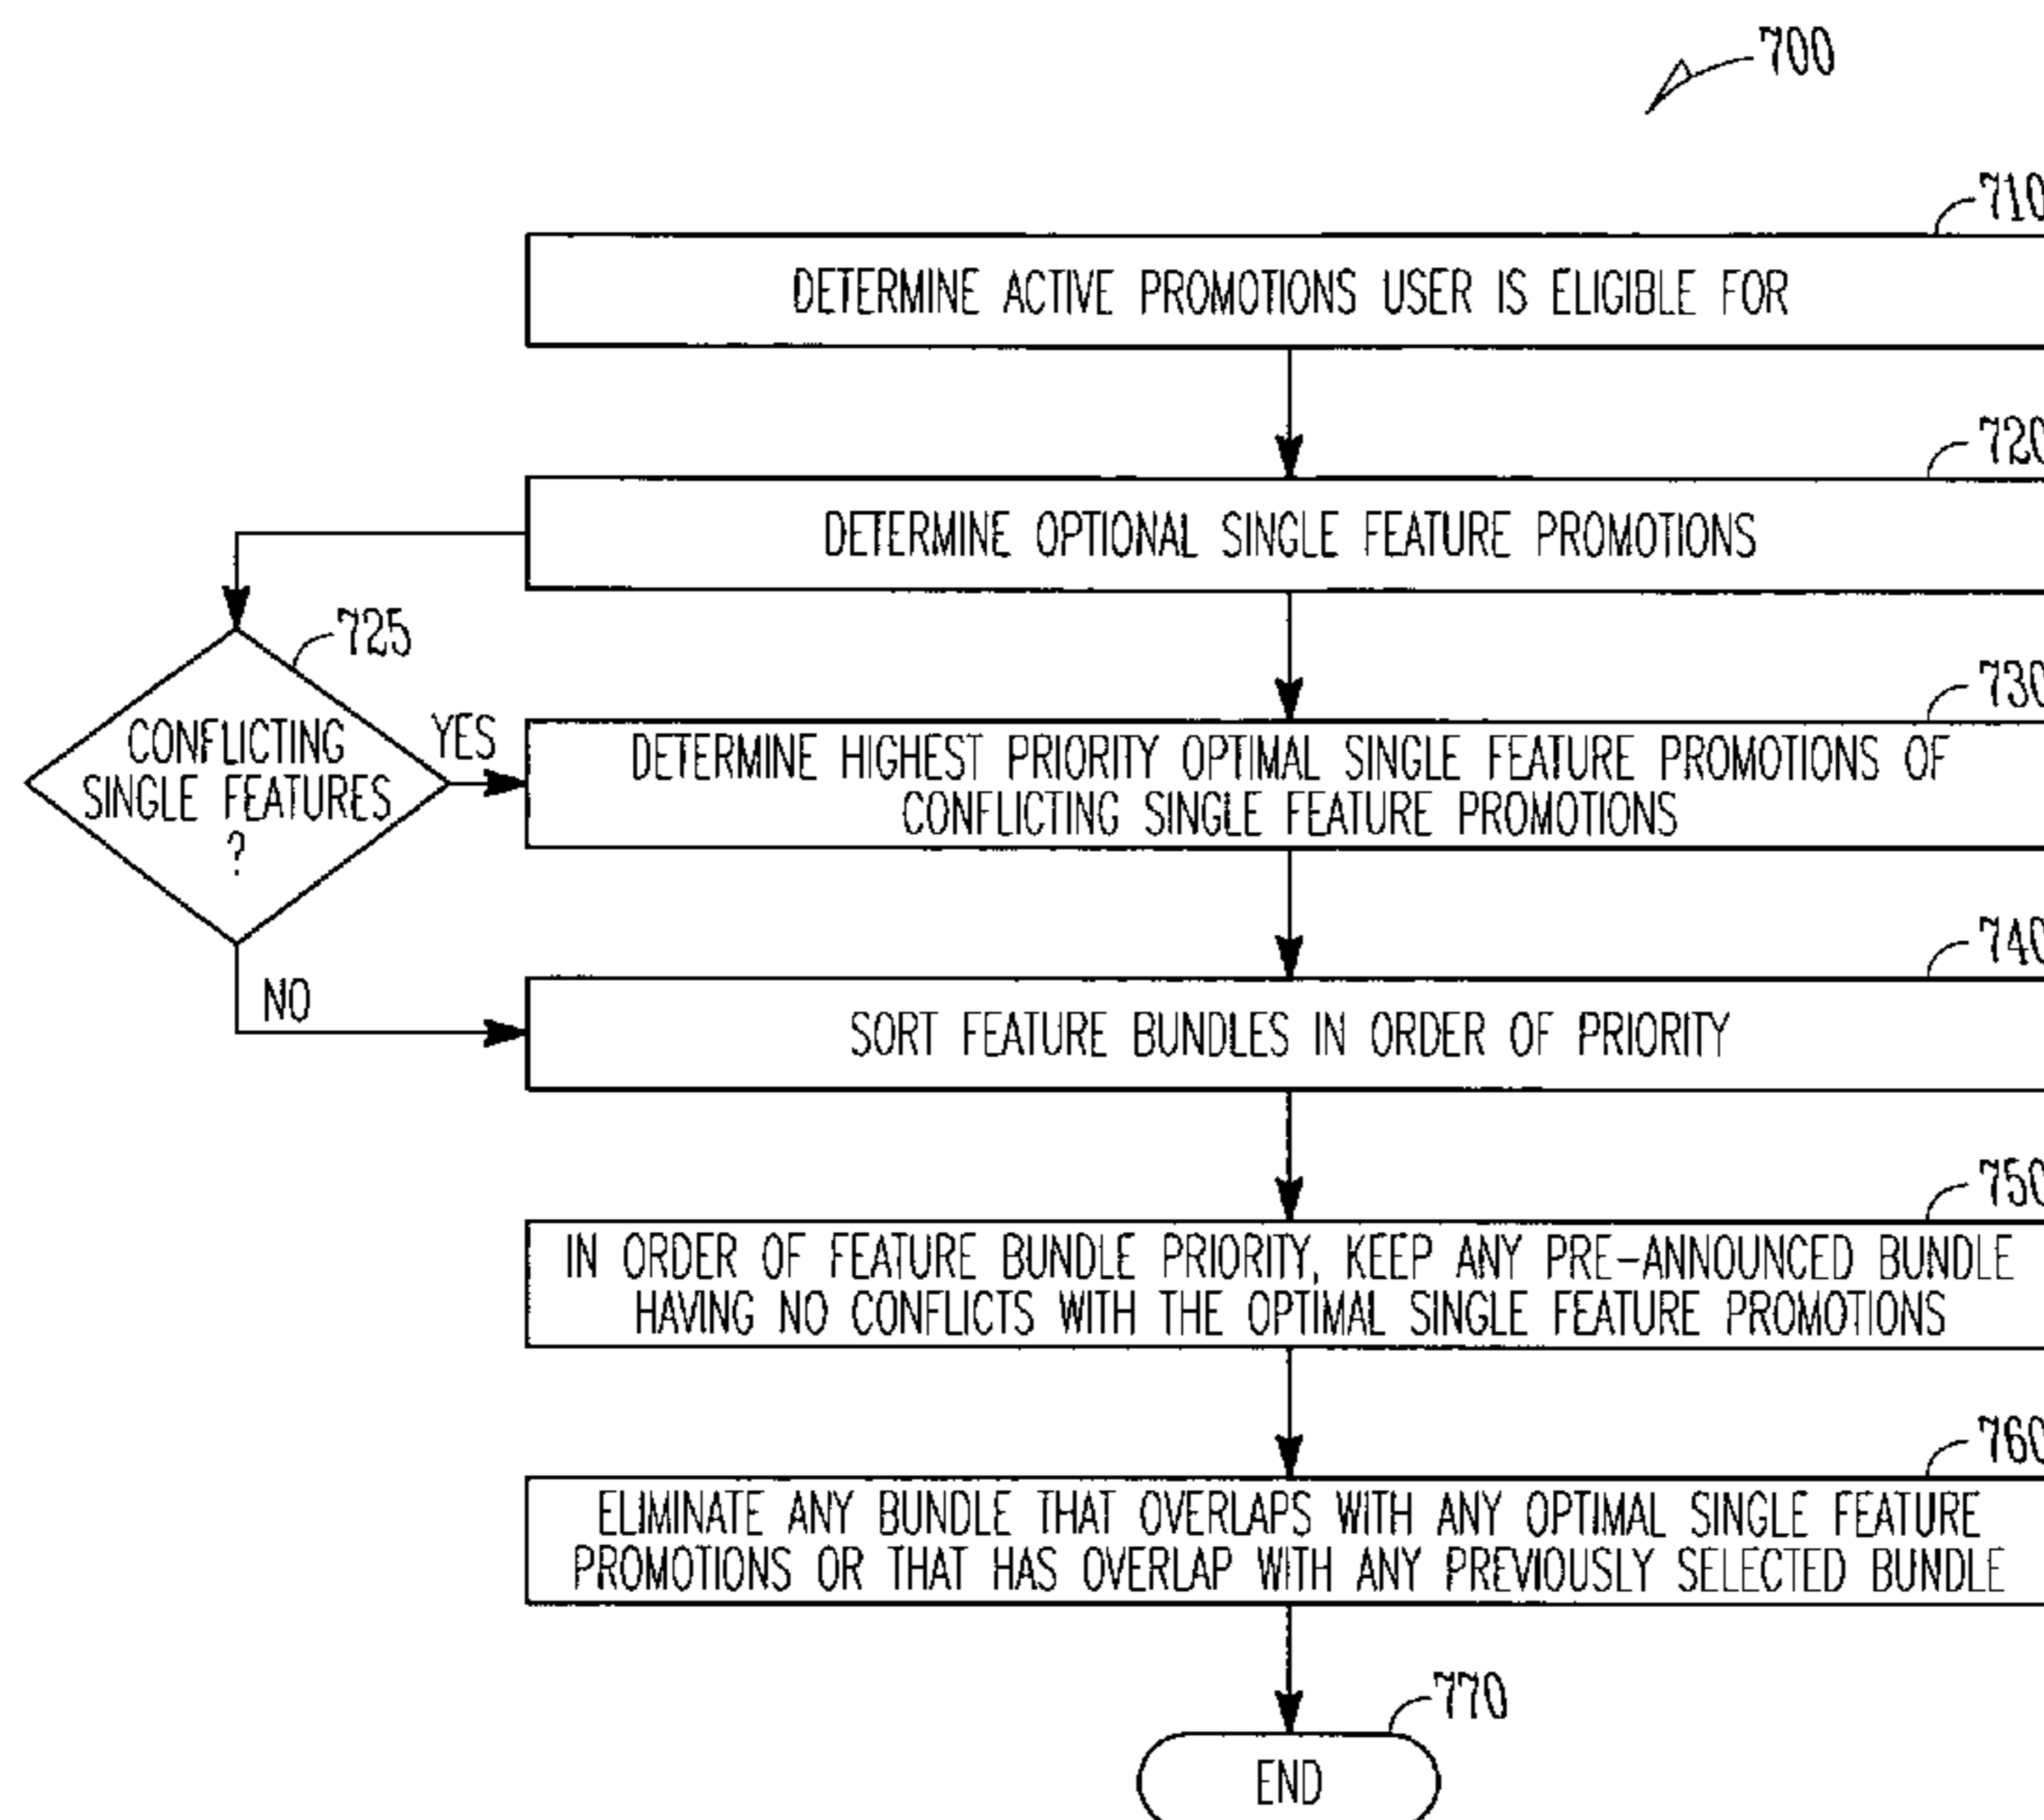 700
710
DETERMINE ACTIVE PROMOTIONS USER IS ELIGIBLE FOR
720
DETERMINE OPTIONAL SINGLE FEATURE PROMOTIONS
725
CONFLICTING
SINGLE FEATURES
?
YES
730
DETERMINE HIGHEST PRIORITY OPTIMAL SINGLE FEATURE PROMOTIONS OF
CONFLICTING SINGLE FEATURE PROMOTIONS
NO
740
SORT FEATURE BUNDLES IN ORDER OF PRIORITY
750
IN ORDER OF FEATURE BUNDLE PRIORITY, KEEP ANY PRE-ANNOUNCED BUNDLE
HAVING NO CONFLICTS WITH THE OPTIMAL SINGLE FEATURE PROMOTIONS
760
ELIMINATE ANY BUNDLE THAT OVERLAPS WITH ANY OPTIMAL SINGLE FEATURE
PROMOTIONS OR THAT HAS OVERLAP WITH ANY PREVIOUSLY SELECTED BUNDLE
770
END